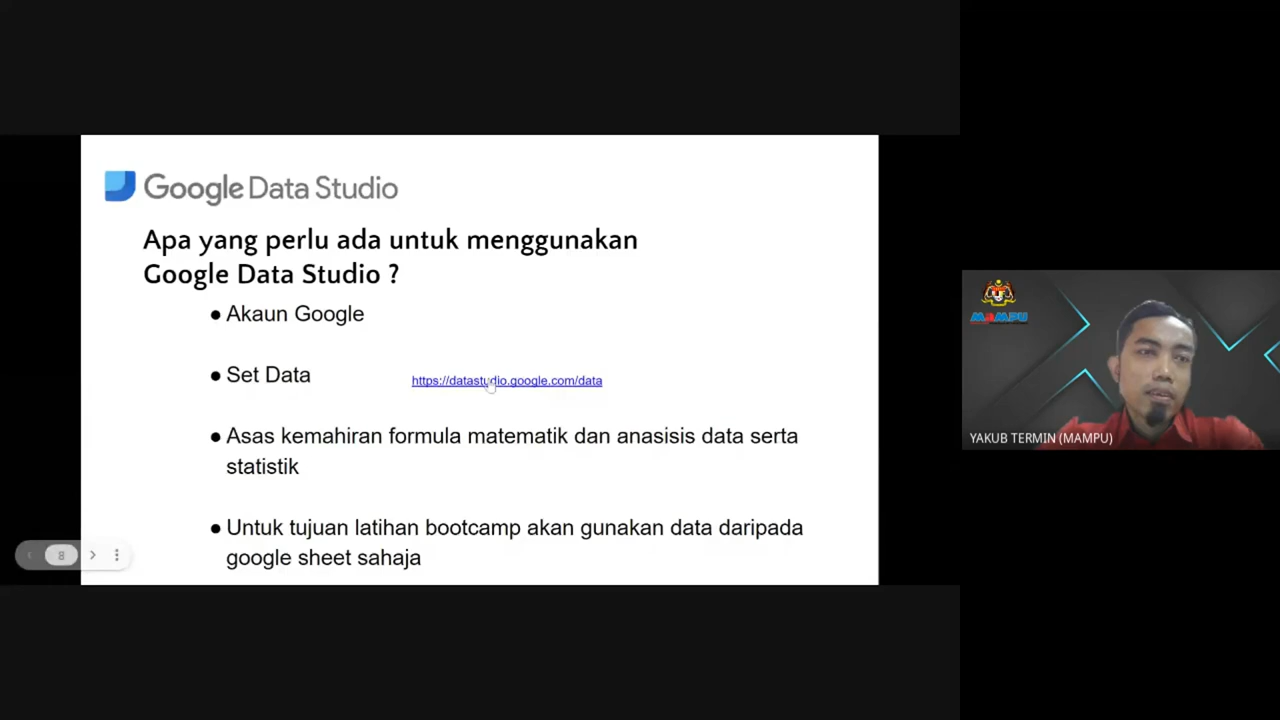 Google Data Studio
Apa yang perlu ada untuk menggunakan
Google Data Studio ?
● Akaun Google
● Set Data
https://datastudio.google.com/data
● Asas kemahiran formula matematik dan anasisis data serta
statistik
● Untuk tujuan latihan bootcamp akan gunakan data daripada
google sheet sahaja
8
MAMPU
YAKUB TERMIN (MAMPU)